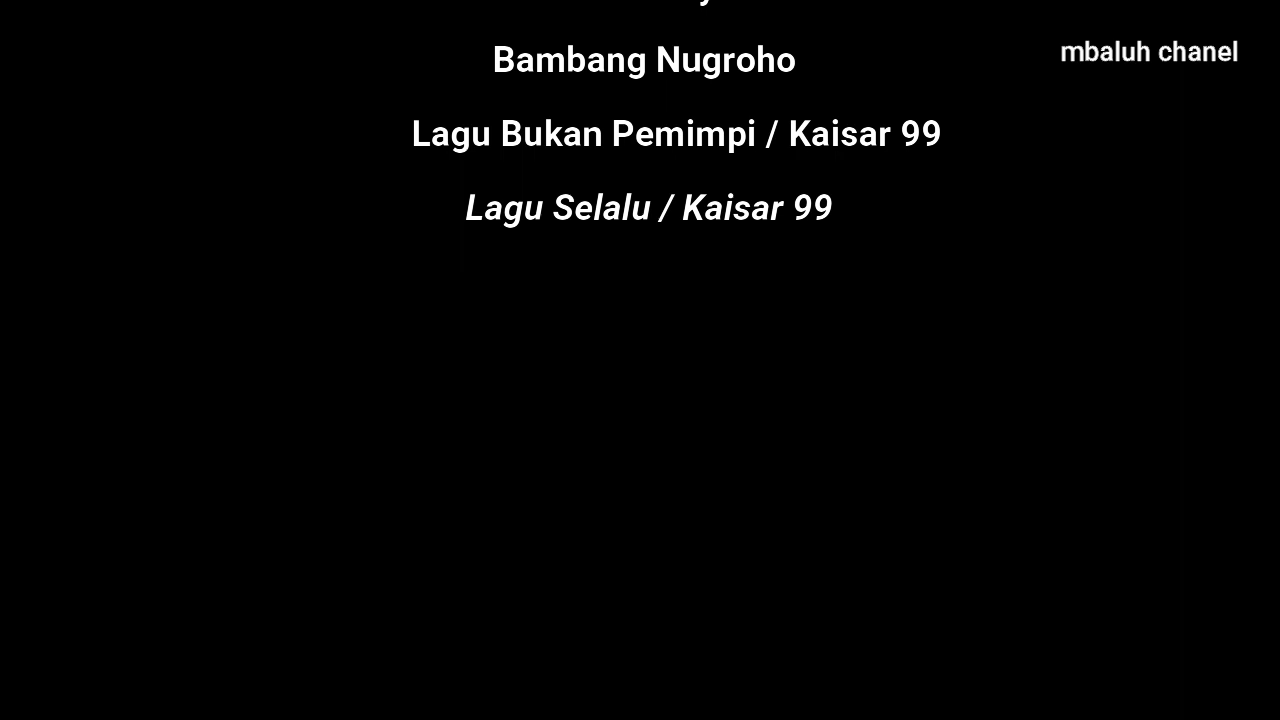 Bambang Nugroho
mbaluh chanel
Lagu Bukan Pemimpi / Kaisar 99
Lagu Selalu / Kaisar 99